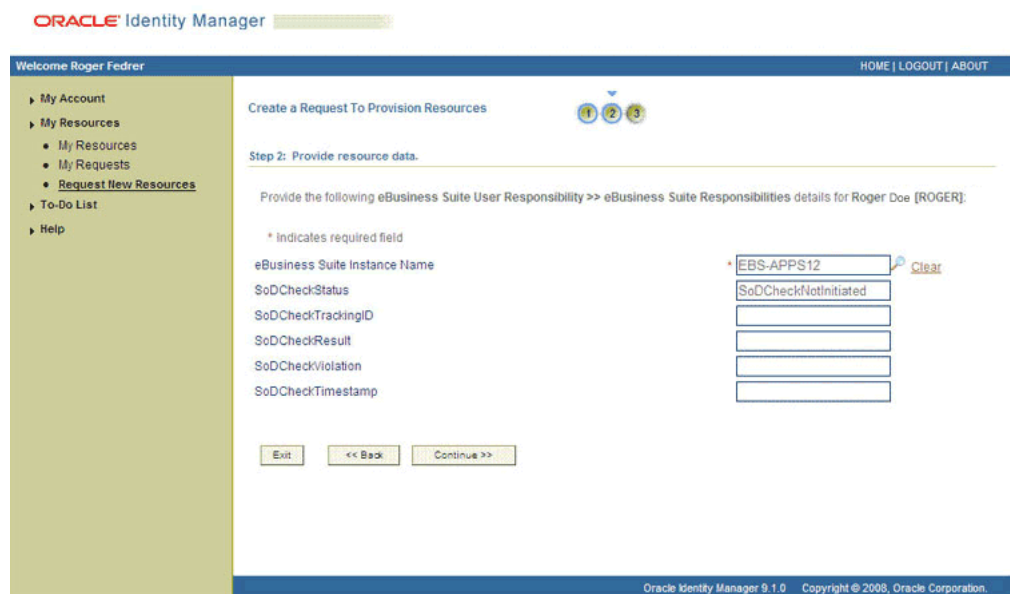 ORACLE® Identity Manager
Welcome Roger Fedrer
HOME | LOGOUT | ABOUT
My Account
My Resources
My Resources
My Requests
Request New Resources
To-Do List
Help
Create a Request To Provision Resources
1 2 3
Step 2: Provide resource data.
Provide the following eBusiness Suite User Responsibility >> eBusiness Suite Responsibilities details for Roger Doe [ROGER]:
* Indicates required field
eBusiness Suite Instance Name * EBS-APPS12 Clear
SoDCheckStatus SoDCheckNotInitiated
SoDCheckTrackingID
SoDCheckResult
SoDCheckViolation
SoDCheckTimestamp
Exit << Back Continue >>
Oracle Identity Manager 9.1.0 Copyright © 2008, Oracle Corporation.